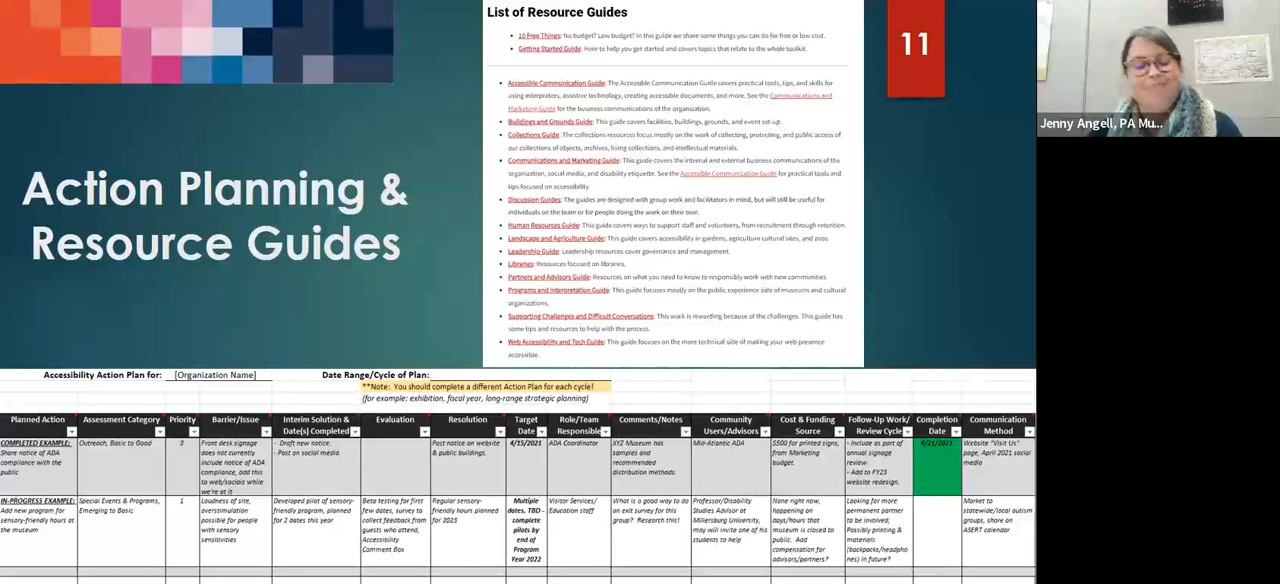 List of Resource Guides
10 Free Things: No budget? Low budget? In this guide we share some things you can do for free or low cost.
Getting Started Guide: Here to help you get started and covers topics that relate to the whole toolkit.
Accessible Communication Guide: The Accessible Communication Guide covers practical tools, tips, and skills for
using interpreters, assistive technology, creating accessible documents, and more. See the Communications and
Marketing Guide for the business communications of the organization.
Buildings and Grounds Guide: This guide covers facilities, buildings, grounds, and event set-up.
Collections Guide: The collections resources focus mostly on the work of collecting, protecting, and public access of
our collections of objects, archives, living collections, and intellectual materials.
Communications and Marketing Guide: This guide covers the internal and external business communications of the
organization, social media, and disability etiquette. See the Accessible Communication Guide for practical tools and
tips focused on accessibility.
Discussion Guides: The guides are designed with group work and facilitators in mind, but will still be useful for
individuals on the team or for people doing the work on their own.
Human Resources Guide: This guide covers ways to support staff and volunteers, from recruitment through retention.
Landscape and Agriculture Guide: This guide covers accessibility in gardens, agriculture cultural sites, and zoos.
Leadership Guide: Leadership resources cover governance and management.
Libraries: Resources focused on libraries.
Partners and Advisors Guide: Resources on what you need to know to responsibly work with new communities.
Programs and Interpretation Guide: This guide focuses mostly on the public experience side of museums and cultural
organizations.
Supporting Challenges and Difficult Conversations: This work is rewarding because of the challenges. This guide has
some tips and resources to help with the process.
Web Accessibility and Tech Guide: This guide focuses on the more technical side of making your web presence
accessible.
11
Jenny Angell, PA Mu...
Action Planning &
Resource Guides
Accessibility Action Plan for: [Organization Name] Date Range/Cycle of Plan:
**Note: You should complete a different Action Plan for each cycle!
(for example: exhibition, fiscal year, long-range strategic planning)
Planned Action
Assessment Category
Priority
Barrier/Issue
Interim Solution &
Date(s) Completed
Evaluation
Resolution
Target
Date
Role/Team
Responsible
Comments/Notes
Community
Users/Advisors
Cost & Funding
Source
Follow-Up Work/
Review Cycle
Completion
Date
Communication
Method
COMPLETED EXAMPLE:
Share notice of ADA
compliance with the
public
Outreach, Basic to Good
3
Front desk signage
does not currently
include notice of ADA
compliance, add this
to web/socials while
we're at it
- Draft new notice.
- Post on social media.
Post notice on website
& public buildings.
4/15/2021
ADA Coordinator
XYZ Museum has
samples and
recommended
distribution methods.
Mid-Atlantic ADA
$500 for printed signs,
from Marketing
budget.
- Include as part of
annual signage
review.
- Add to FY23
website redesign.
4/21/2021
Website "Visit Us"
page, April 2021 social
media
IN-PROGRESS EXAMPLE:
Add new program for
sensory-friendly hours at
the museum
Special Events & Programs,
Emerging to Basic
1
Loudness of site,
overstimulation
possible for people
with sensory
sensitivities
Developed pilot of sensory-
friendly program, planned
for 2 dates this year
Beta testing for first
few dates, survey to
collect feedback from
guests who attend,
Accessibility
Comment Box
Regular sensory-
friendly hours planned
for 2023
Multiple
dates, TBD -
complete
pilots by
end of
Program
Year 2022
Visitor Services/
Education staff
What is a good way to do
an exit survey for this
group? Research this!
Professor/Disability
Studies Advisor at
Millersburg University,
may will invite one of his
students to help
None right now,
happening on
days/hours that
museum is closed to
public. Add
compensation for
advisors/partners?
Looking for more
permanent partner
to be involved;
Possibly printing &
materials
(backpacks/headpho
nes) in future?
Market to
statewide/local autism
groups, share on
ASERT calendar